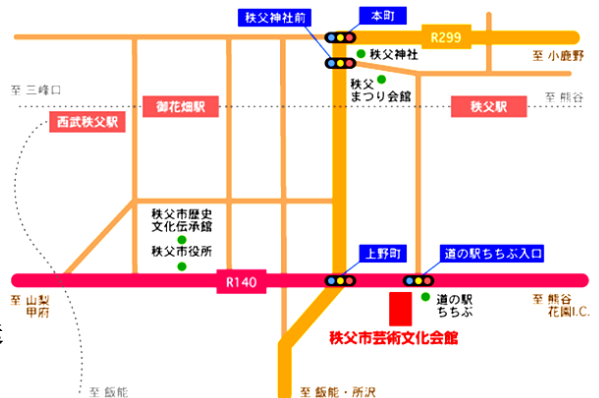 秩父神社前
本町
R299
秩父神社
至 小鹿野
秩父
まつり会館
至 三峰口
御花畑駅
秩父駅
至 熊谷
西武秩父駅
秩父市歴史
文化伝承館
秩父市役所
上野町
道の駅ちちぶ入口
R140
至 山梨
甲府
道の駅
ちちぶ
至 熊谷
花園I.C.
秩父市芸術文化会館
至 飯能
至 飯能・所沢